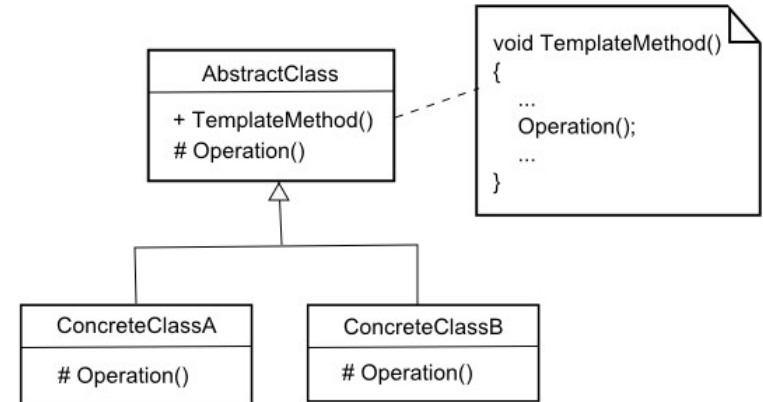 AbstractClass
+ TemplateMethod()
# Operation()
void TemplateMethod()
{
...
Operation();
...
}
ConcreteClassA
# Operation()
ConcreteClassB
# Operation()